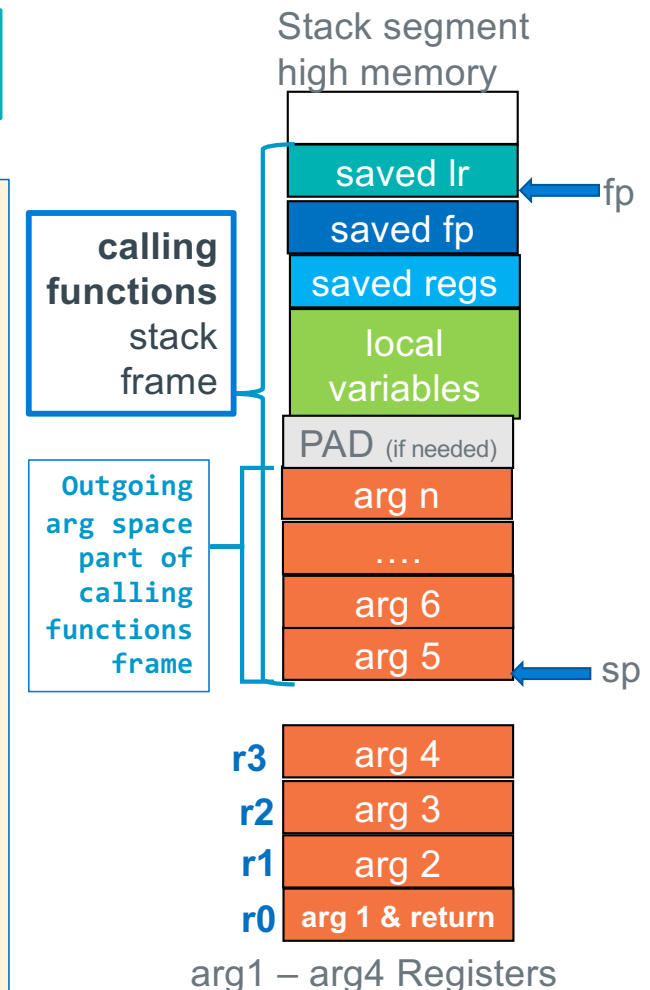 Stack segment
high memory
saved lr
fp
saved fp
calling
functions
stack
frame
saved regs
local
variables
PAD (if needed)
Outgoing
arg space
part of
calling
functions
frame
arg n
....
arg 6
arg 5
sp
r3 arg 4
r2 arg 3
r1 arg 2
r0 arg 1 & return
arg1 – arg4 Registers